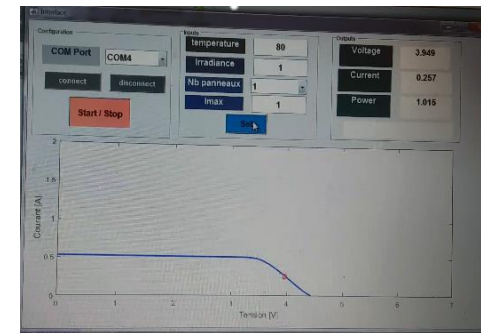 Interface
Configuration
COM Port
COM4
connect
disconnect
Start / Stop
Inputs
temperature
80
Irradiance
1
Nb panneaux
1
Imax
1
Set
Outputs
Voltage
3.949
Current
0.257
Power
1.015
2
1.5
1
0.5
0
Courant [A]
0
1
2
3
4
5
6
7
Tension [V]